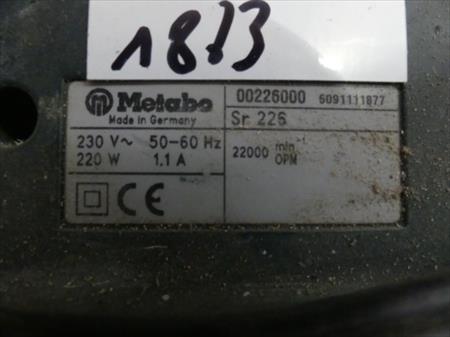 1873
Metabo
Made in Germany
00226000 6091111877
Sr 226
230 V~ 50-60 Hz
220 W 1.1 A
22000 min⁻¹
OPM
CE